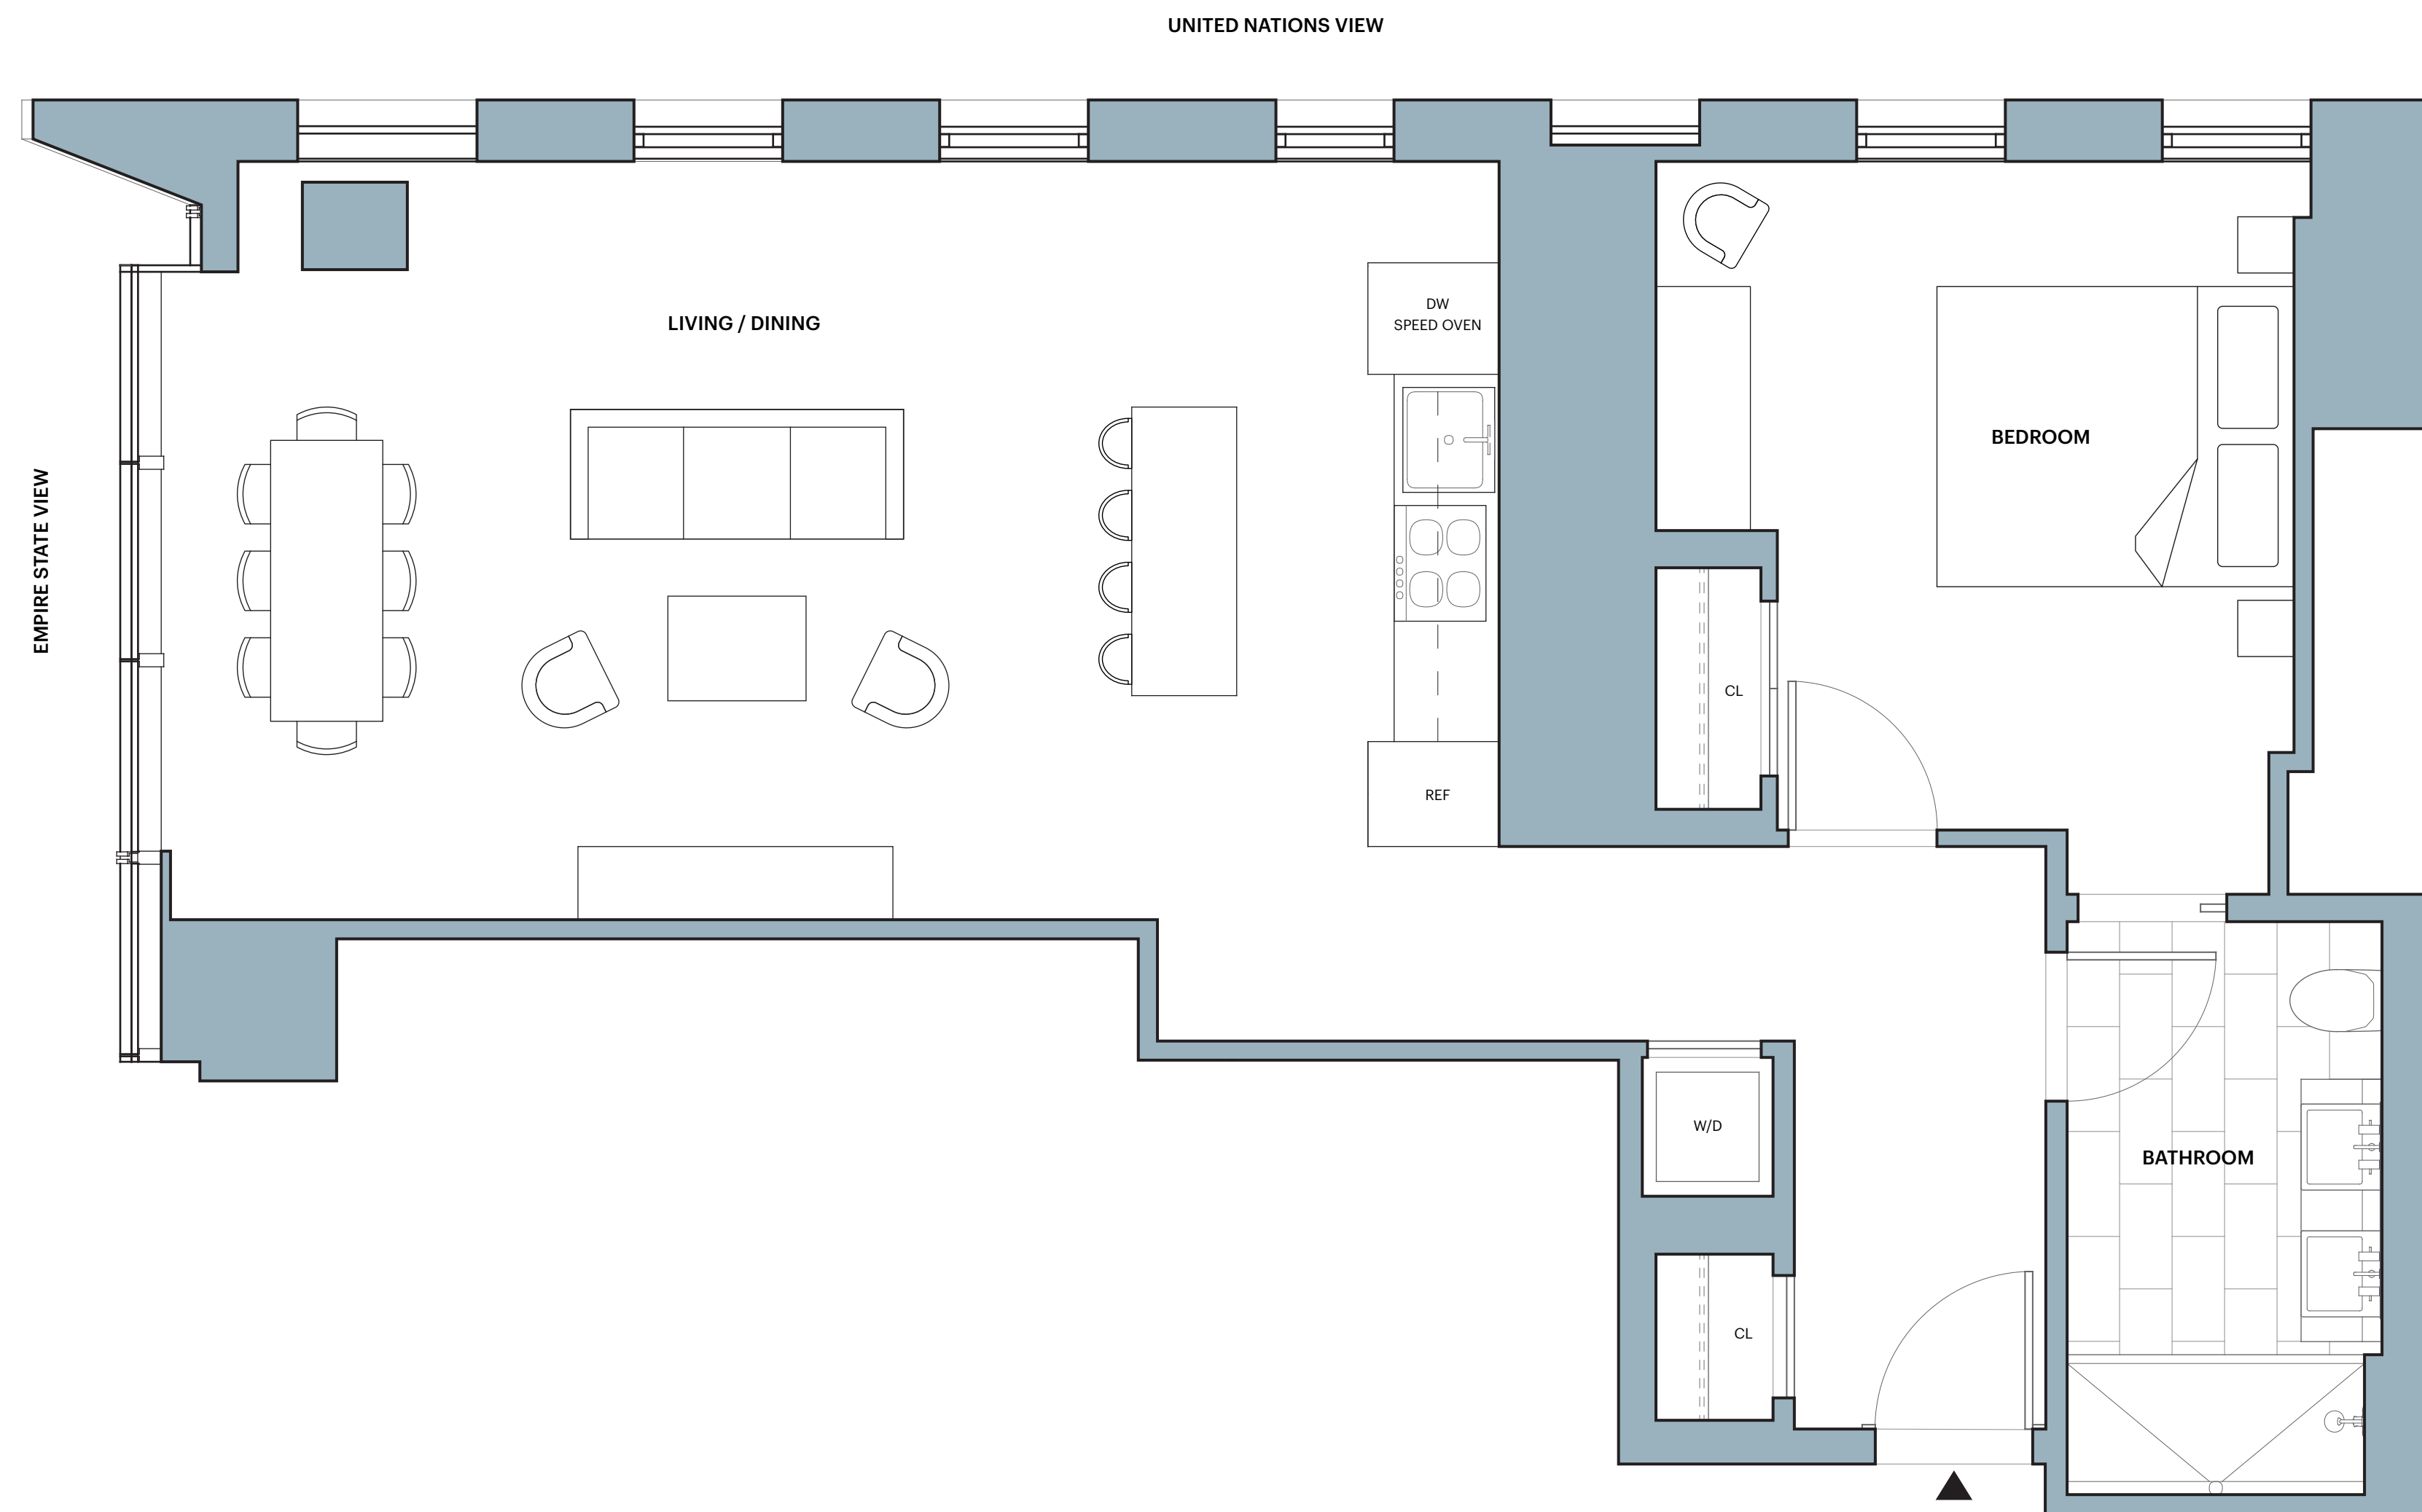 UNITED NATIONS VIEW
EMPIRE STATE VIEW
LIVING / DINING
DW
SPEED OVEN
BEDROOM
CL
REF
W/D
BATHROOM
CL